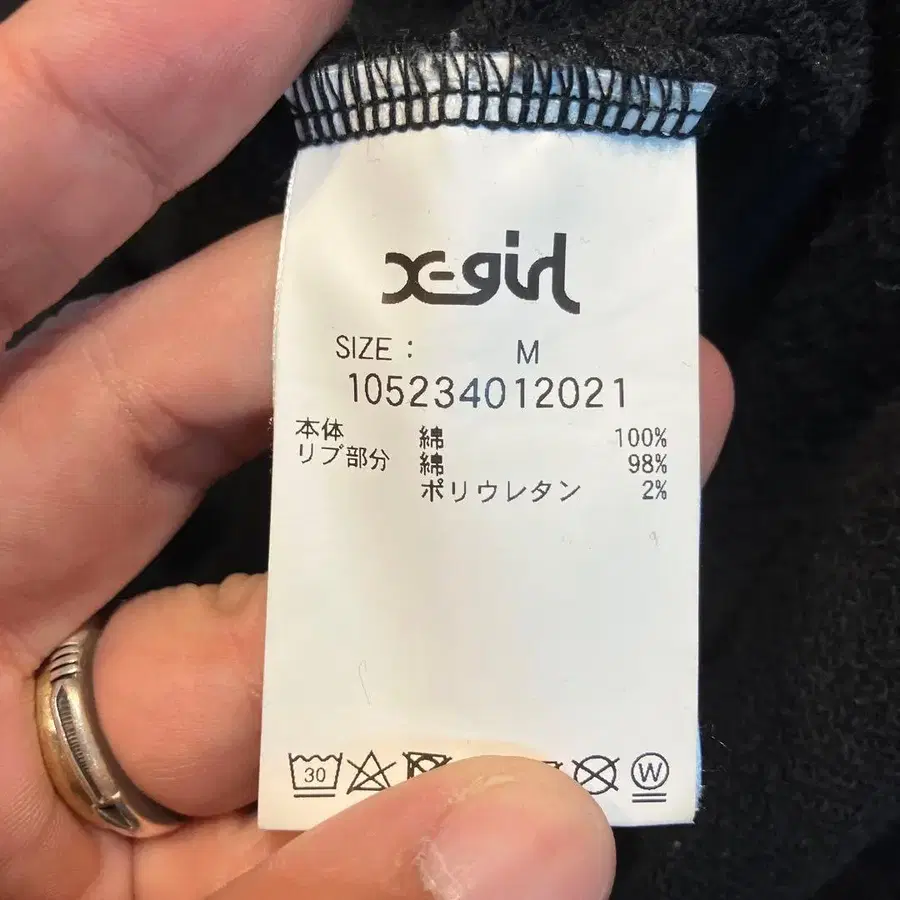 X-girl
SIZE : M
105234012021
本体 綿 100%
リブ部分 綿 98%
ポリウレタン 2%
30 W